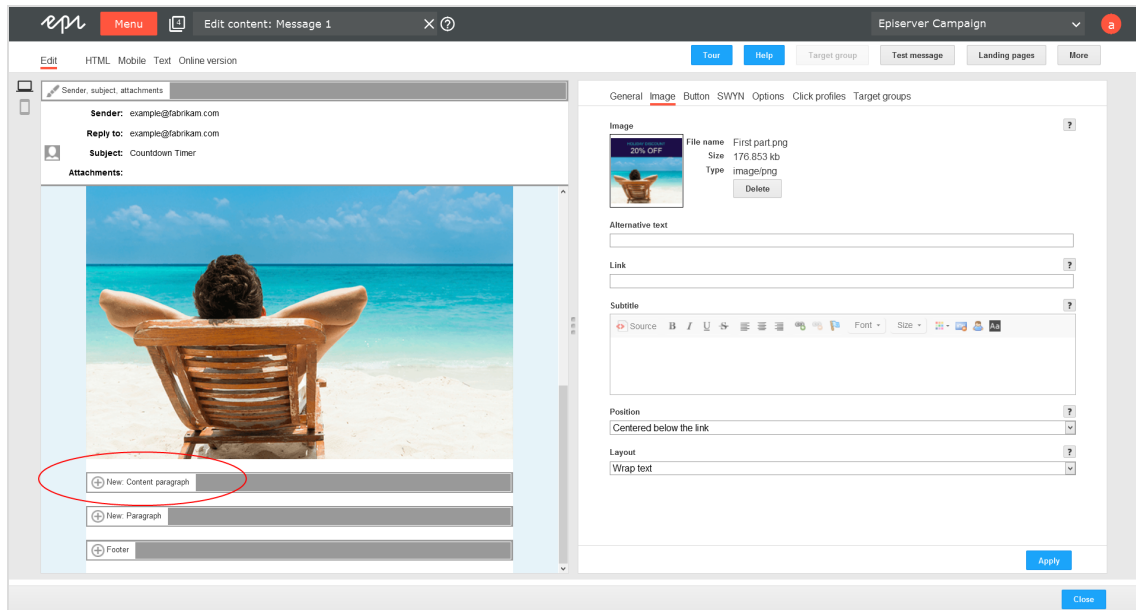 epi Menu 4 Edit content: Message 1 Episerver Campaign a
Edit HTML Mobile Text Online version Tour Help Target group Test message Landing pages More
Sender, subject, attachments
Sender: example@fabrikam.com
Reply to: example@fabrikam.com
Subject: Countdown Timer
Attachments:
New: Content paragraph
New: Paragraph
Footer
General Image Button SWYN Options Click profiles Target groups
Image ?
20% OFF
File name First part.png
Size 176.853 kb
Type image/png
Delete
Alternative text
Link ?
Subtitle ?
Source B I U S Font Size Aa
Position ?
Centered below the link
Layout ?
Wrap text
Apply
Close